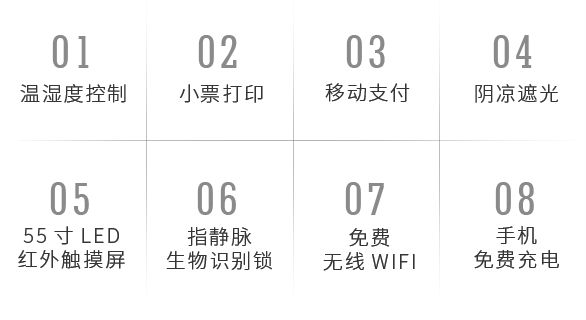 01
温湿度控制
02
小票打印
03
移动支付
04
阴凉遮光
05
55 寸 LED
红外触摸屏
06
指静脉
生物识别锁
07
免费
无线 WIFI
08
手机
免费充电